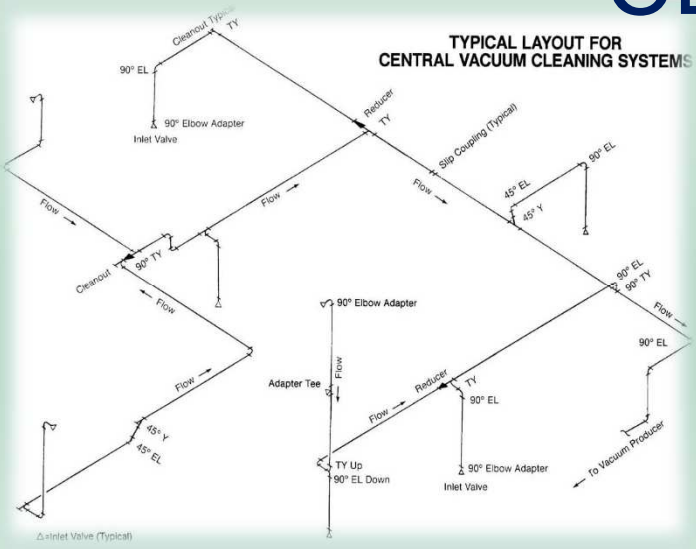 TYPICAL LAYOUT FOR
CENTRAL VACUUM CLEANING SYSTEMS
Cleanout Typical
TY
90° EL
90° Elbow Adapter
Inlet Valve
Reducer
TY
Slip Coupling (Typical)
90° EL
45° EL
45° Y
Flow
Flow
Flow
90° TY
Cleanout
Flow
90° EL
90° TY
Flow
90° EL
90° Elbow Adapter
Flow
Adapter Tee
Reducer
TY
Flow
90° EL
Flow
45° Y
45° EL
TY Up
90° EL Down
90° Elbow Adapter
Inlet Valve
To Vacuum Producer
△=Inlet Valve (Typical)